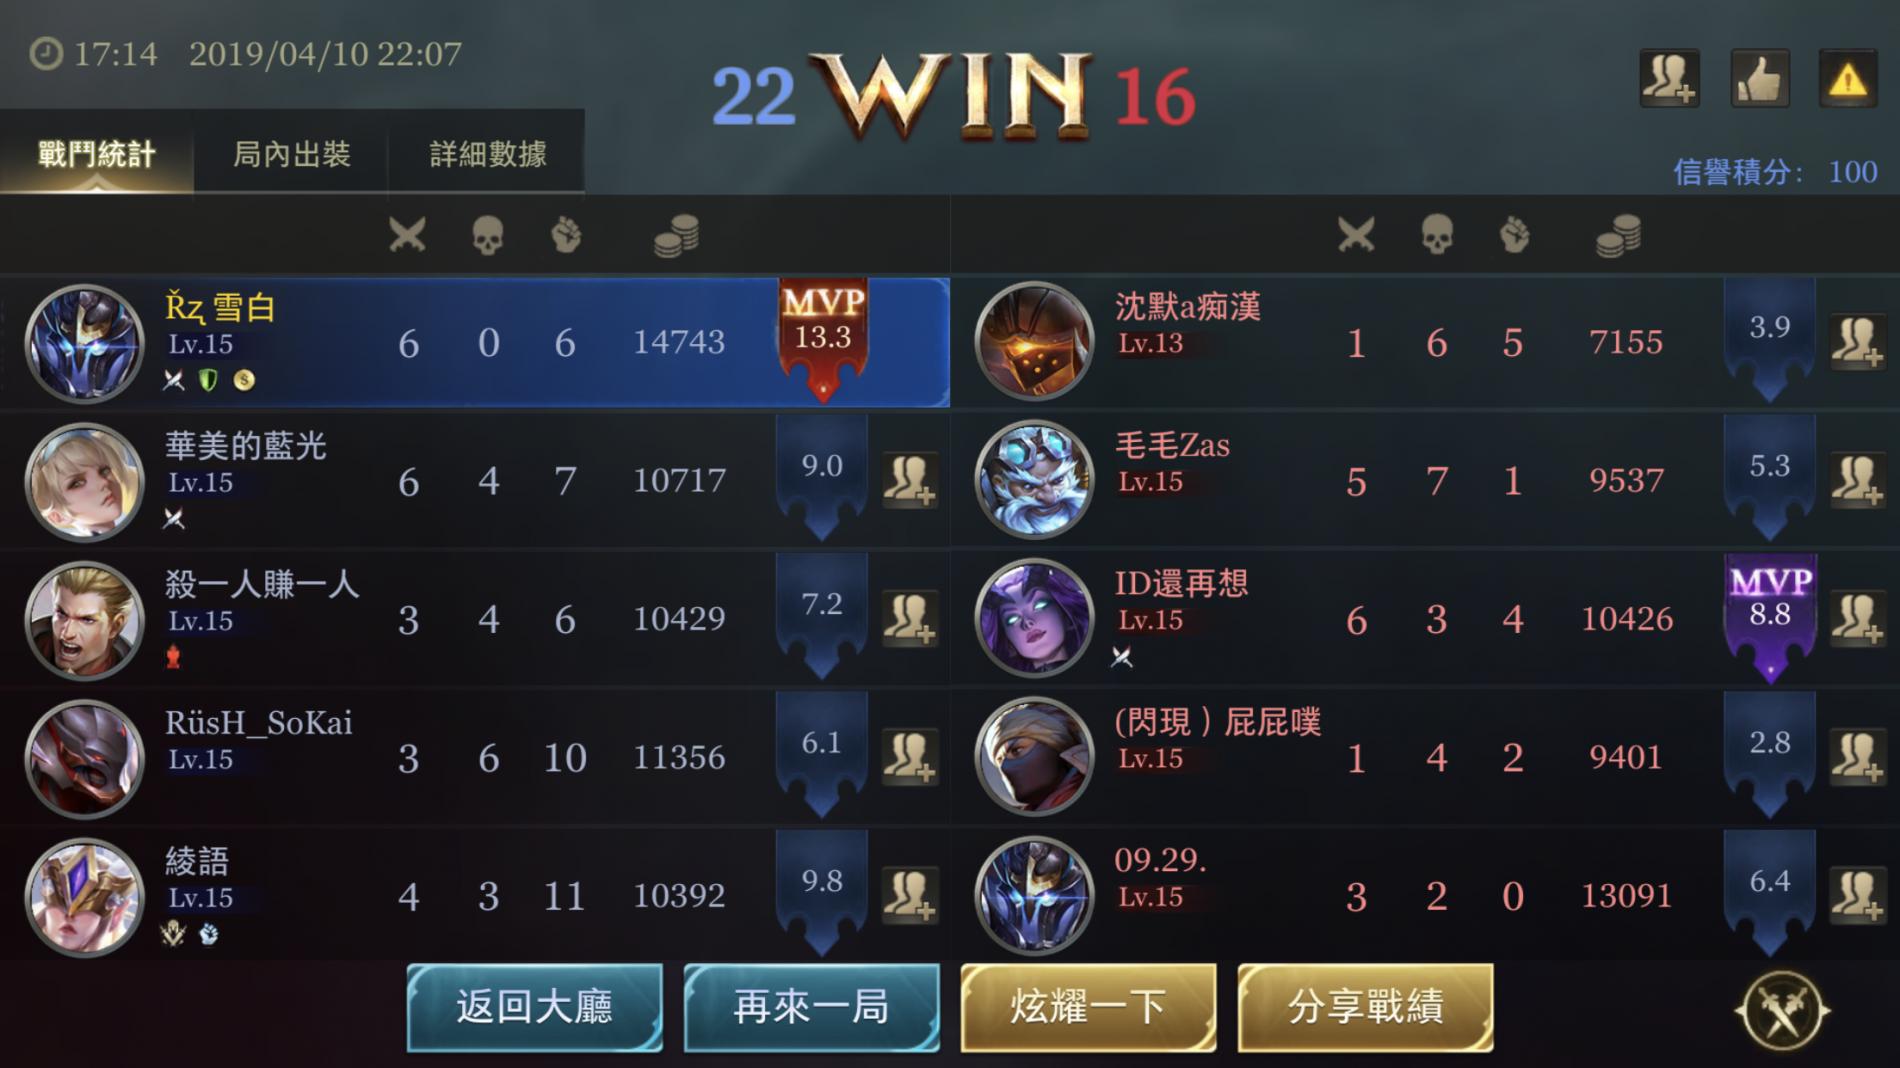 17:14 2019/04/10 22:07
22 WIN 16
戰鬥統計 局內出裝 詳細數據
信譽積分: 100
Řʐ 雪白
Lv.15
6 0 6 14743 MVP 13.3
華美的藍光
Lv.15
6 4 7 10717 9.0
殺一人賺一人
Lv.15
3 4 6 10429 7.2
RüsH_SoKai
Lv.15
3 6 10 11356 6.1
綾語
Lv.15
4 3 11 10392 9.8
沈默a痴漢
Lv.13
1 6 5 7155 3.9
毛毛Zas
Lv.15
5 7 1 9537 5.3
ID還再想
Lv.15
6 3 4 10426 MVP 8.8
(閃現）屁屁噗
Lv.15
1 4 2 9401 2.8
09.29.
Lv.15
3 2 0 13091 6.4
返回大廳 再來一局 炫耀一下 分享戰績